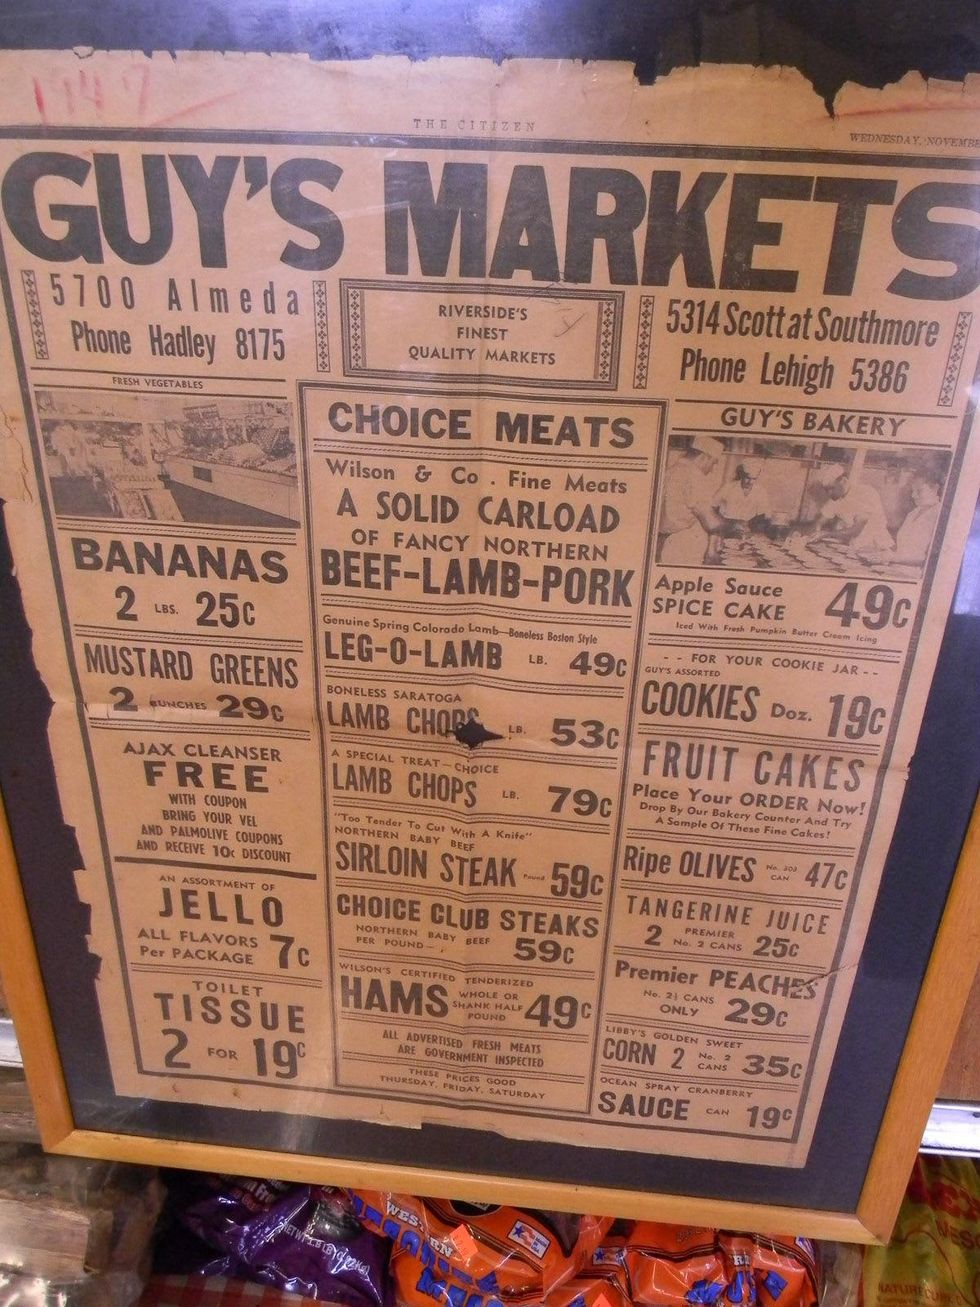 1947
THE CITIZEN
WEDNESDAY, NOVEMBE
GUY'S MARKETS
5700 Almeda
Phone Hadley 8175
RIVERSIDE'S
FINEST
QUALITY MARKETS
5314 Scott at Southmore
Phone Lehigh 5386
FRESH VEGETABLES
BANANAS
2 LBS. 25c
MUSTARD GREENS
2 BUNCHES 29c
AJAX CLEANSER
FREE
WITH COUPON
BRING YOUR VEL
AND PALMOLIVE COUPONS
AND RECEIVE 10c DISCOUNT
AN ASSORTMENT OF
JELLO
ALL FLAVORS
Per PACKAGE 7c
TOILET
TISSUE
2 FOR 19c
CHOICE MEATS
Wilson & Co. Fine Meats
A SOLID CARLOAD
OF FANCY NORTHERN
BEEF-LAMB-PORK
Genuine Spring Colorado Lamb—Boneless Boston Style
LEG-O-LAMB LB. 49c
BONELESS SARATOGA
LAMB CHOPS LB. 53c
A SPECIAL TREAT—CHOICE
LAMB CHOPS LB. 79c
"Too Tender To Cut With A Knife"
NORTHERN BABY BEEF
SIRLOIN STEAK Pound 59c
CHOICE CLUB STEAKS
NORTHERN BABY BEEF
PER POUND— 59c
WILSON'S CERTIFIED TENDERIZED
HAMS WHOLE OR
SHANK HALF
POUND 49c
ALL ADVERTISED FRESH MEATS
ARE GOVERNMENT INSPECTED
THESE PRICES GOOD
THURSDAY, FRIDAY, SATURDAY
GUY'S BAKERY
Apple Sauce
SPICE CAKE 49c
Iced With Fresh Pumpkin Butter Cream Icing
-- FOR YOUR COOKIE JAR --
GUY'S ASSORTED
COOKIES Doz. 19c
FRUIT CAKES
Place Your ORDER Now!
Drop By Our Bakery Counter And Try
A Sample Of These Fine Cakes!
Ripe OLIVES No. 303
CAN 47c
TANGERINE JUICE
2 PREMIER
No. 2 CANS 25c
Premier PEACHES
No. 2½ CANS
ONLY 29c
LIBBY'S GOLDEN SWEET
CORN 2 No. 2
CANS 35c
OCEAN SPRAY CRANBERRY
SAUCE CAN 19c